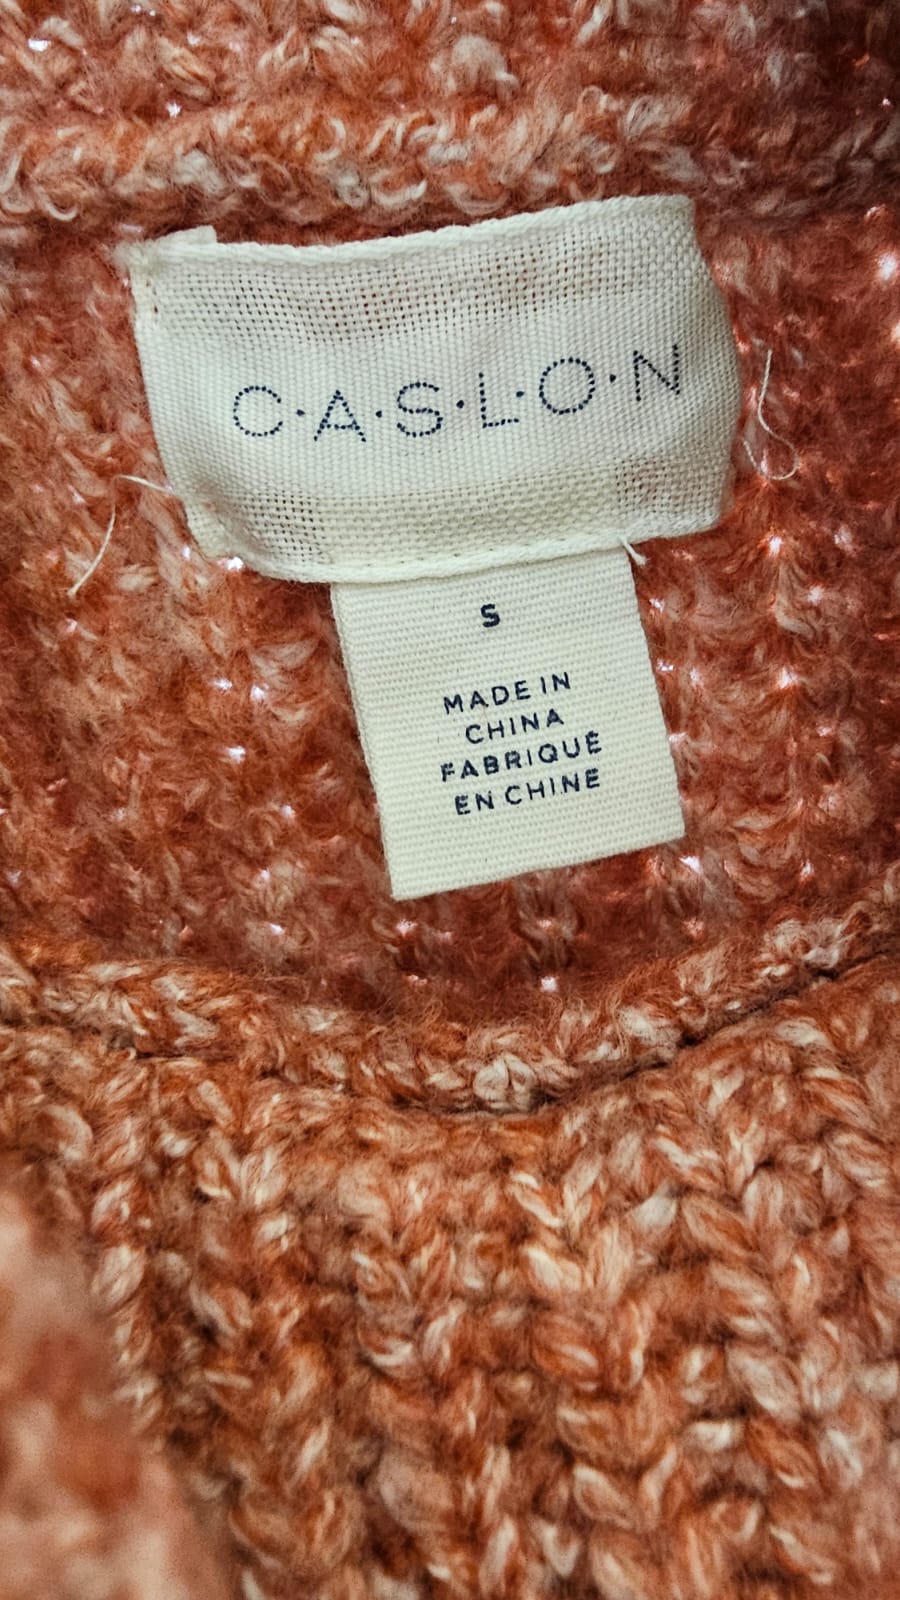 C·A·S·L·O·N
S
MADE IN
CHINA
FABRIQUÉ
EN CHINE